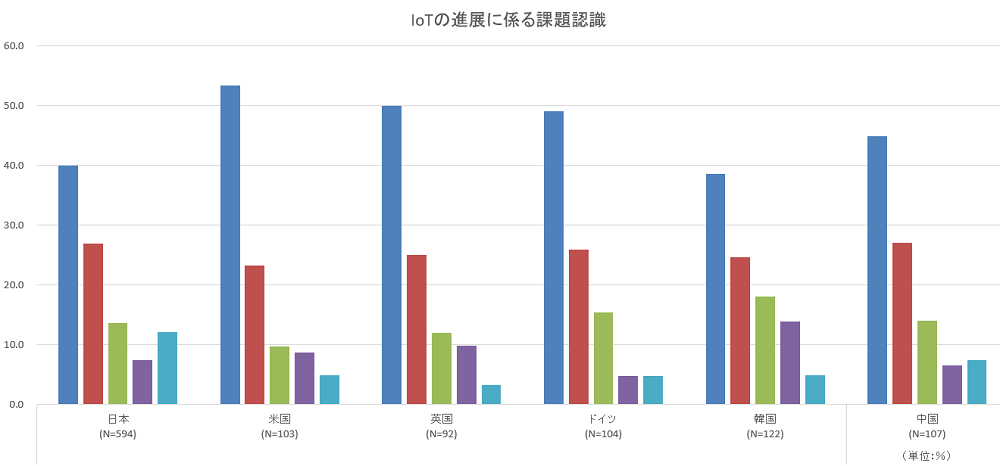 IoTの進展に係る課題認識
60.0
50.0
40.0
30.0
20.0
10.0
0.0
日本 米国 英国 ドイツ 韓国 中国
(N=594) (N=103) (N=92) (N=104) (N=122) (N=107)
（単位:％）